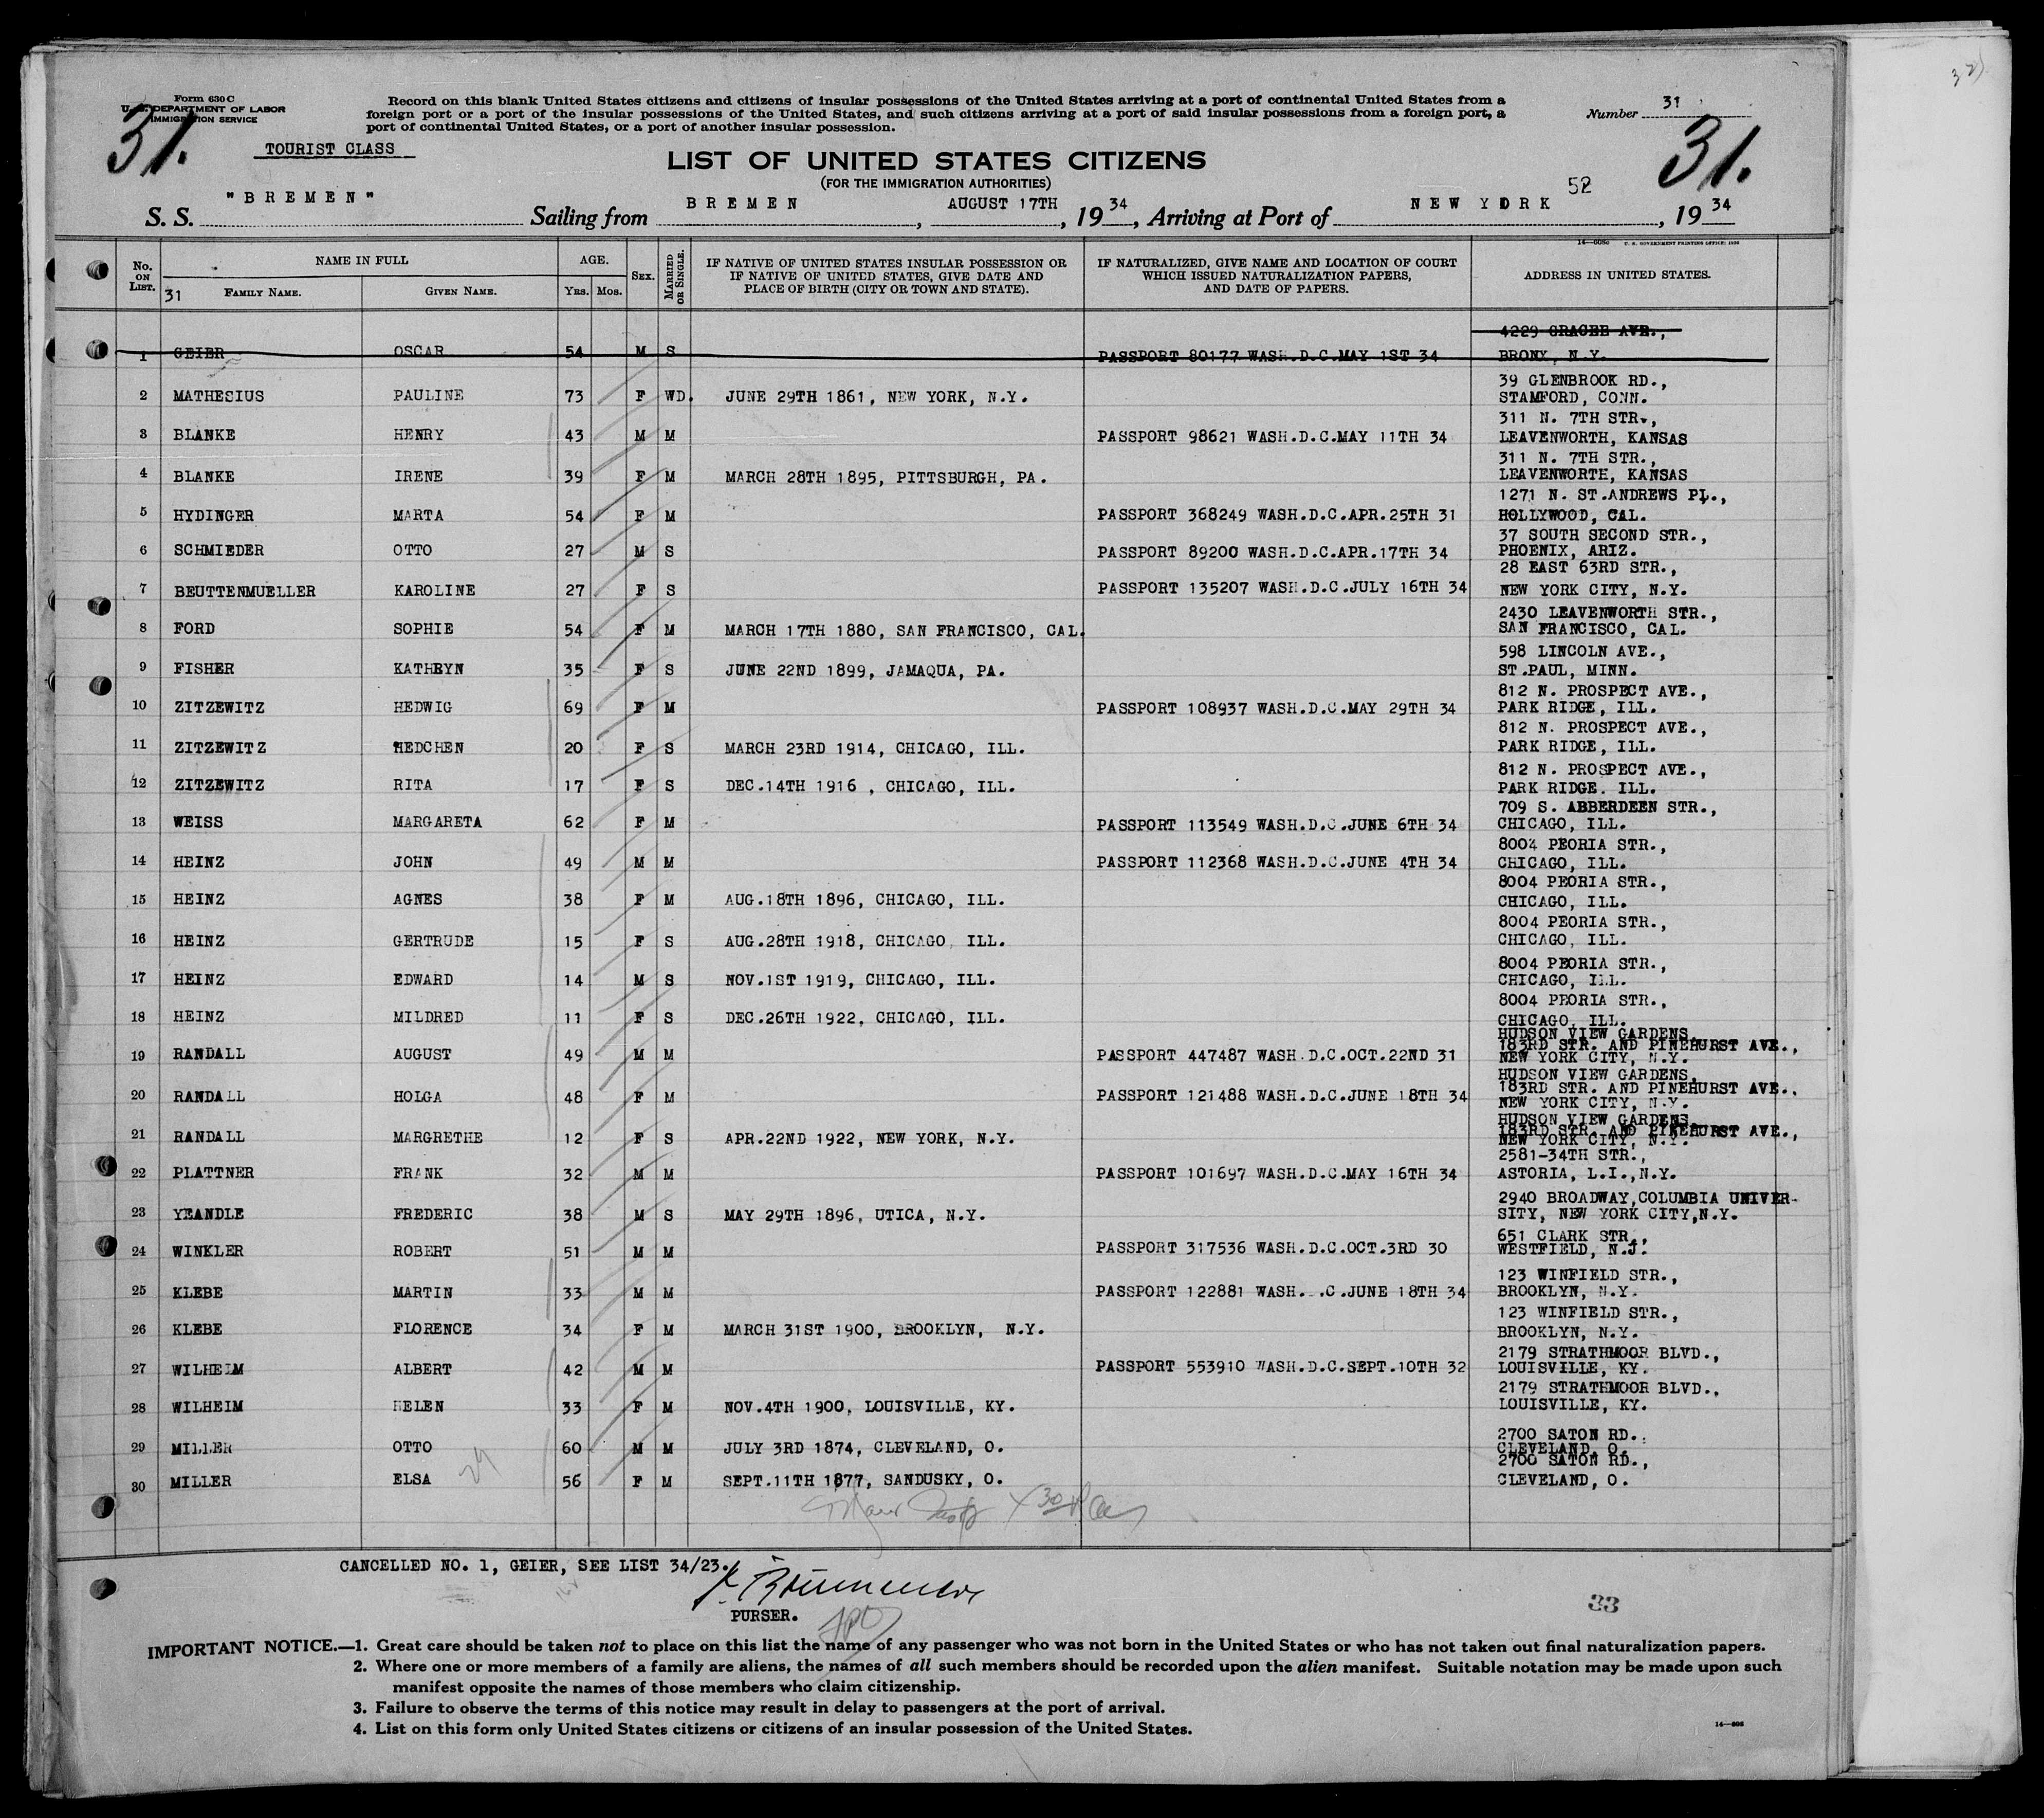 32
Form 630 C
U. S. DEPARTMENT OF LABOR
IMMIGRATION SERVICE
31.
Record on this blank United States citizens and citizens of insular possessions of the United States arriving at a port of continental United States from a
foreign port or a port of the insular possessions of the United States, and such citizens arriving at a port of said insular possessions from a foreign port, a
port of continental United States, or a port of another insular possession.
Number 31
31.
TOURIST CLASS
LIST OF UNITED STATES CITIZENS
(FOR THE IMMIGRATION AUTHORITIES)
52
S. S. "BREMEN" Sailing from BREMEN, AUGUST 17TH, 1934, Arriving at Port of NEW YORK, 1934
U. S. GOVERNMENT PRINTING OFFICE: 1930
No. ON LIST. NAME IN FULL AGE. SEX. MARRIED OR SINGLE. IF NATIVE OF UNITED STATES INSULAR POSSESSION OR IF NATIVE OF UNITED STATES, GIVE DATE AND PLACE OF BIRTH (CITY OR TOWN AND STATE). IF NATURALIZED, GIVE NAME AND LOCATION OF COURT WHICH ISSUED NATURALIZATION PAPERS, AND DATE OF PAPERS. ADDRESS IN UNITED STATES.
31 FAMILY NAME. GIVEN NAME. YRS. MOS.
4229 GRACEE AVE.,
1 GEIER OSCAR 54 M S PASSPORT 80177 WASH.D.C.MAY 1ST 34 BRONX, N.Y.
39 GLENBROOK RD.,
2 MATHESIUS PAULINE 73 F WD. JUNE 29TH 1861, NEW YORK, N.Y. STAMFORD, CONN.
311 N. 7TH STR.,
3 BLANKE HENRY 43 M M PASSPORT 98621 WASH.D.C.MAY 11TH 34 LEAVENWORTH, KANSAS
311 N. 7TH STR.,
4 BLANKE IRENE 39 F M MARCH 28TH 1895, PITTSBURGH, PA. LEAVENWORTH, KANSAS
1271 N. ST.ANDREWS PL.,
5 HYDINGER MARTA 54 F M PASSPORT 368249 WASH.D.C.APR.25TH 31 HOLLYWOOD, CAL.
37 SOUTH SECOND STR.,
6 SCHMIEDER OTTO 27 M S PASSPORT 89200 WASH.D.C.APR.17TH 34 PHOENIX, ARIZ.
28 EAST 63RD STR.,
7 BEUTTENMUELLER KAROLINE 27 F S PASSPORT 135207 WASH.D.C.JULY 16TH 34 NEW YORK CITY, N.Y.
2430 LEAVENWORTH STR.,
8 FORD SOPHIE 54 F M MARCH 17TH 1880, SAN FRANCISCO, CAL. SAN FRANCISCO, CAL.
598 LINCOLN AVE.,
9 FISHER KATHRYN 35 F S JUNE 22ND 1899, JAMAQUA, PA. ST.PAUL, MINN.
812 N. PROSPECT AVE.,
10 ZITZEWITZ HEDWIG 69 F M PASSPORT 108937 WASH.D.C.MAY 29TH 34 PARK RIDGE, ILL.
812 N. PROSPECT AVE.,
11 ZITZEWITZ HEDCHEN 20 F S MARCH 23RD 1914, CHICAGO, ILL. PARK RIDGE, ILL.
812 N. PROSPECT AVE.,
12 ZITZEWITZ RITA 17 F S DEC.14TH 1916 , CHICAGO, ILL. PARK RIDGE. ILL.
709 S. ABBERDEEN STR.,
13 WEISS MARGARETA 62 F M PASSPORT 113549 WASH.D.C.JUNE 6TH 34 CHICAGO, ILL.
8004 PEORIA STR.,
14 HEINZ JOHN 49 M M PASSPORT 112368 WASH.D.C.JUNE 4TH 34 CHICAGO, ILL.
8004 PEORIA STR.,
15 HEINZ AGNES 38 F M AUG.18TH 1896, CHICAGO, ILL. CHICAGO, ILL.
8004 PEORIA STR.,
16 HEINZ GERTRUDE 15 F S AUG.28TH 1918, CHICAGO, ILL. CHICAGO, ILL.
8004 PEORIA STR.,
17 HEINZ EDWARD 14 M S NOV.1ST 1919, CHICAGO, ILL. CHICAGO, ILL.
8004 PEORIA STR.,
18 HEINZ MILDRED 11 F S DEC.26TH 1922, CHICAGO, ILL. CHICAGO, ILL.
HUDSON VIEW GARDENS,
183RD STR. AND PINEHURST AVE.,
19 RANDALL AUGUST 49 M M PASSPORT 447487 WASH.D.C.OCT.22ND 31 NEW YORK CITY, N.Y.
HUDSON VIEW GARDENS,
183RD STR. AND PINEHURST AVE.,
20 RANDALL HOLGA 48 F M PASSPORT 121488 WASH.D.C.JUNE 18TH 34 NEW YORK CITY, N.Y.
HUDSON VIEW GARDENS,
183RD STR. AND PINEHURST AVE.,
21 RANDALL MARGRETHE 12 F S APR.22ND 1922, NEW YORK, N.Y. NEW YORK CITY, N.Y.
2581-34TH STR.,
22 PLATTNER FRANK 32 M M PASSPORT 101697 WASH.D.C.MAY 16TH 34 ASTORIA, L.I.,N.Y.
2940 BROADWAY,COLUMBIA UNIVER-
23 YEANDLE FREDERIC 38 M S MAY 29TH 1896, UTICA, N.Y. SITY, NEW YORK CITY,N.Y.
651 CLARK STR.,
24 WINKLER ROBERT 51 M M PASSPORT 317536 WASH.D.C.OCT.3RD 30 WESTFIELD, N.J.
123 WINFIELD STR.,
25 KLEBE MARTIN 33 M M PASSPORT 122881 WASH. .C.JUNE 18TH 34 BROOKLYN, N.Y.
123 WINFIELD STR.,
26 KLEBE FLORENCE 34 F M MARCH 31ST 1900, BROOKLYN, N.Y. BROOKLYN, N.Y.
2179 STRATHMOOR BLVD.,
27 WILHEIM ALBERT 42 M M PASSPORT 553910 WASH.D.C.SEPT.10TH 32 LOUISVILLE, KY.
2179 STRATHMOOR BLVD.,
28 WILHEIM HELEN 33 F M NOV.4TH 1900, LOUISVILLE, KY. LOUISVILLE, KY.
2700 SATON RD.,
29 MILLER OTTO 60 M M JULY 3RD 1874, CLEVELAND, O. CLEVELAND, O.
2700 SATON RD.,
30 MILLER ELSA 29 56 F M SEPT.11TH 1877, SANDUSKY, O. CLEVELAND, O.
CANCELLED NO. 1, GEIER, SEE LIST 34/23.
PURSER.
33
IMPORTANT NOTICE.—1. Great care should be taken not to place on this list the name of any passenger who was not born in the United States or who has not taken out final naturalization papers.
2. Where one or more members of a family are aliens, the names of all such members should be recorded upon the alien manifest. Suitable notation may be made upon such
manifest opposite the names of those members who claim citizenship.
3. Failure to observe the terms of this notice may result in delay to passengers at the port of arrival.
4. List on this form only United States citizens or citizens of an insular possession of the United States.